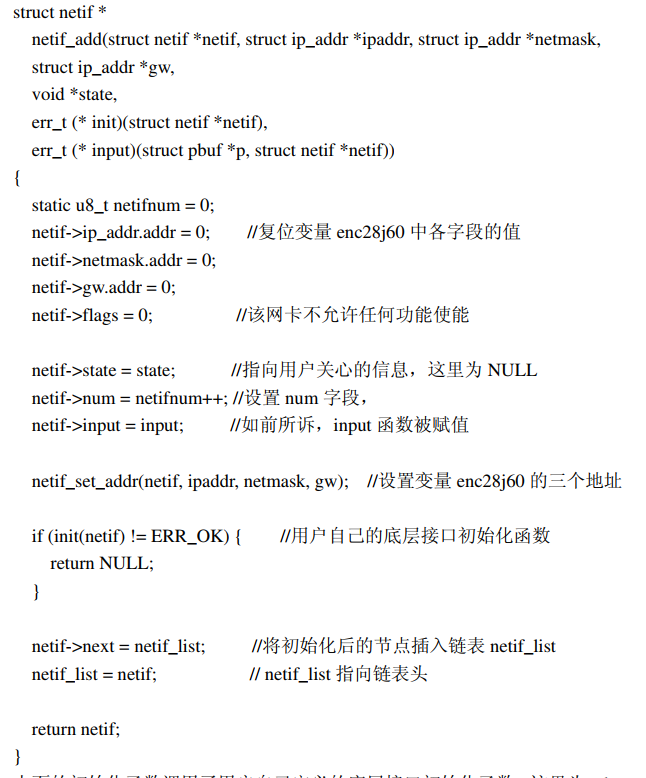 struct netif *
netif_add(struct netif *netif, struct ip_addr *ipaddr, struct ip_addr *netmask,
struct ip_addr *gw,
void *state,
err_t (* init)(struct netif *netif),
err_t (* input)(struct pbuf *p, struct netif *netif))
{
static u8_t netifnum = 0;
netif->ip_addr.addr = 0; //复位变量 enc28j60 中各字段的值
netif->netmask.addr = 0;
netif->gw.addr = 0;
netif->flags = 0; //该网卡不允许任何功能使能
netif->state = state; //指向用户关心的信息，这里为 NULL
netif->num = netifnum++; //设置 num 字段，
netif->input = input; //如前所诉，input 函数被赋值
netif_set_addr(netif, ipaddr, netmask, gw); //设置变量 enc28j60 的三个地址
if (init(netif) != ERR_OK) { //用户自己的底层接口初始化函数
return NULL;
}
netif->next = netif_list; //将初始化后的节点插入链表 netif_list
netif_list = netif; // netif_list 指向链表头
return netif;
}